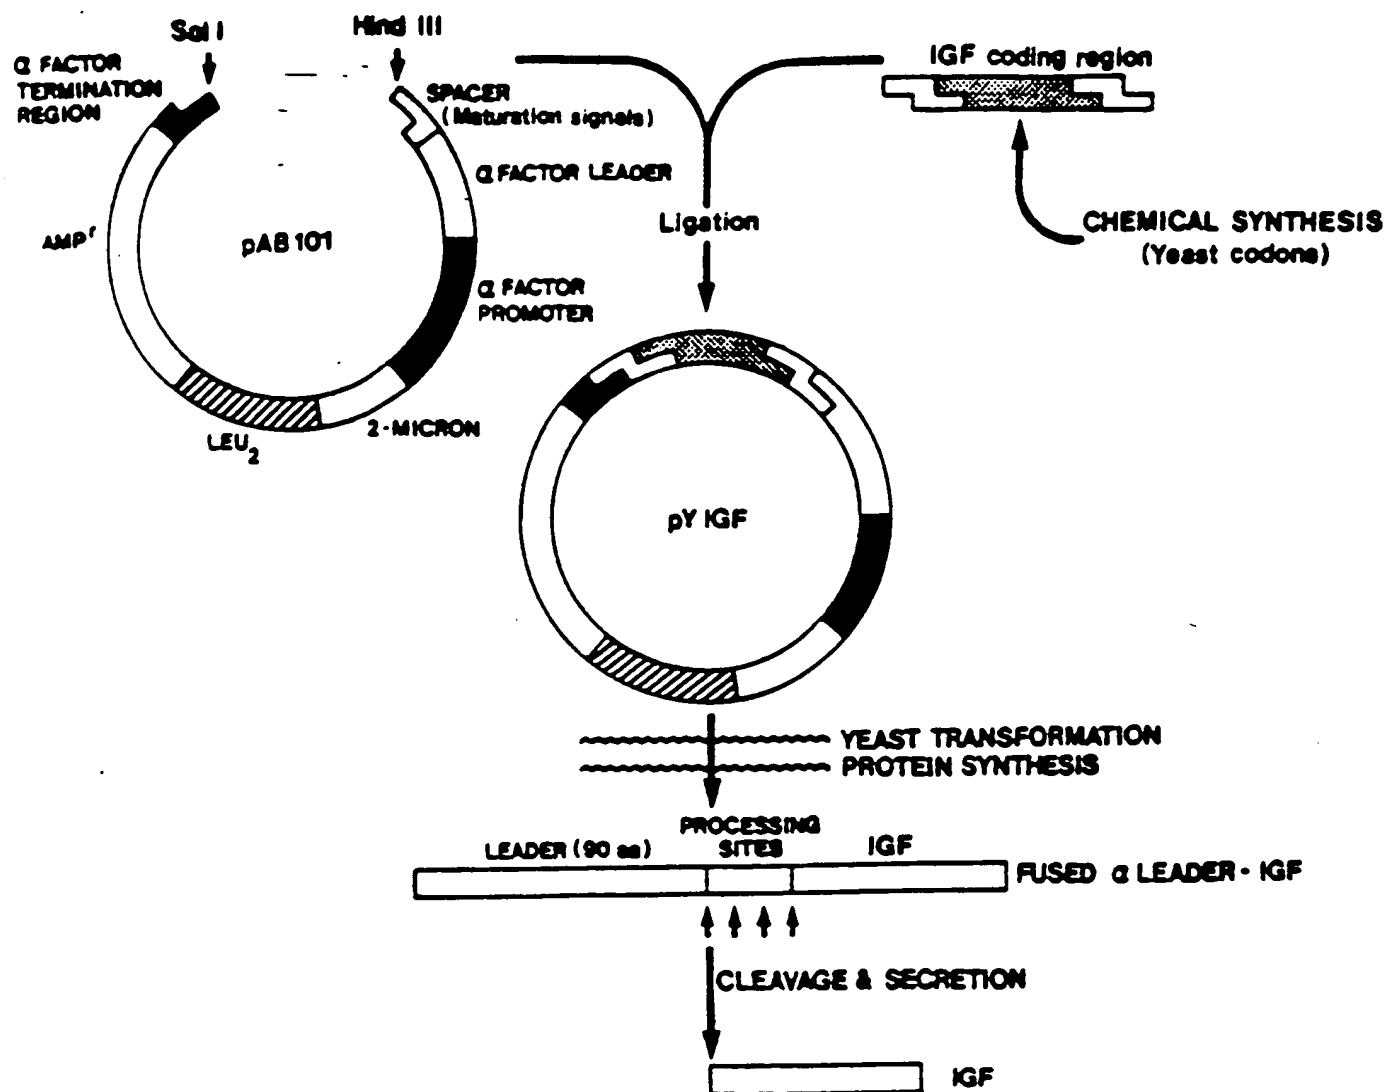 Sal I
Hind III
α FACTOR
TERMINATION
REGION
SPACER
(Maturation signals)
α FACTOR LEADER
AMPʳ
pAB101
α FACTOR
PROMOTER
LEU₂
2-MICRON
IGF coding region
CHEMICAL SYNTHESIS
(Yeast codons)
Ligation
pY IGF
YEAST TRANSFORMATION
PROTEIN SYNTHESIS
LEADER (90 aa)
PROCESSING
SITES
IGF
FUSED α LEADER - IGF
CLEAVAGE & SECRETION
IGF